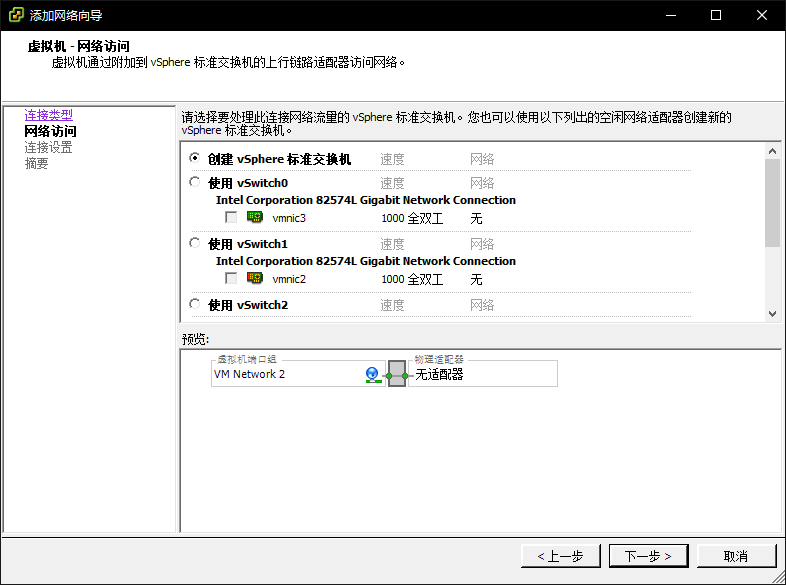 添加网络向导
虚拟机 - 网络访问
虚拟机通过附加到 vSphere 标准交换机的上行链路适配器访问网络。
连接类型
网络访问
连接设置
摘要
请选择要处理此连接网络流量的 vSphere 标准交换机。您也可以使用以下列出的空闲网络适配器创建新的
vSphere 标准交换机。
创建 vSphere 标准交换机 速度 网络
使用 vSwitch0 速度 网络
Intel Corporation 82574L Gigabit Network Connection
vmnic3 1000 全双工 无
使用 vSwitch1 速度 网络
Intel Corporation 82574L Gigabit Network Connection
vmnic2 1000 全双工 无
使用 vSwitch2 速度 网络
预览:
虚拟机端口组 物理适配器
VM Network 2 无适配器
< 上一步 下一步 > 取消